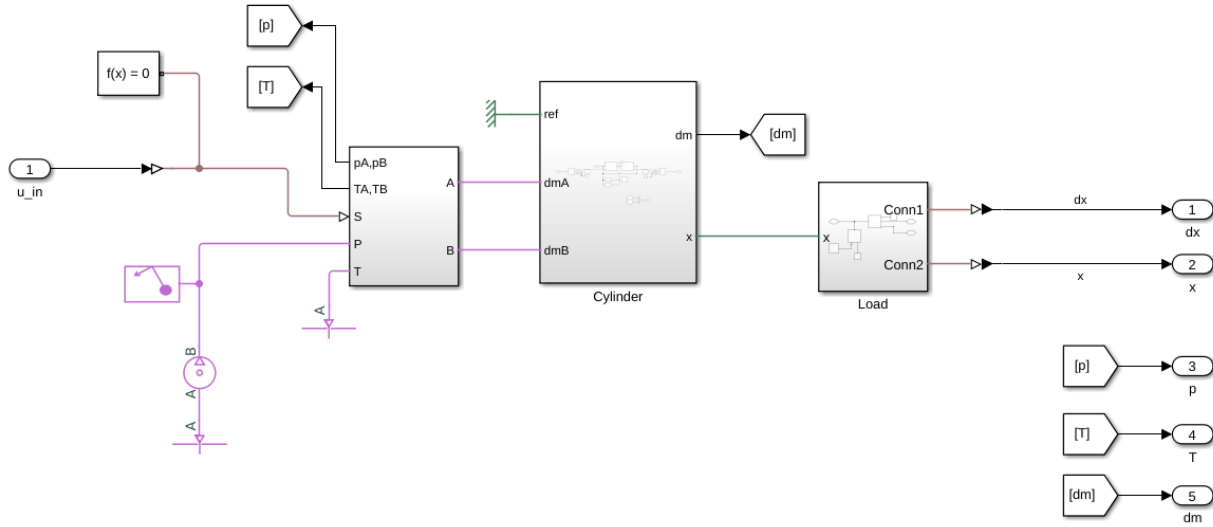 [p]
f(x) = 0
[T]
ref
dm
[dm]
1
u_in
pA,pB
TA,TB
S
P
T
A
B
dmA
dmB
x
Cylinder
x
Conn1
Conn2
Load
dx
1
dx
x
2
x
A
B
A
A
[p]
3
p
[T]
4
T
[dm]
5
dm